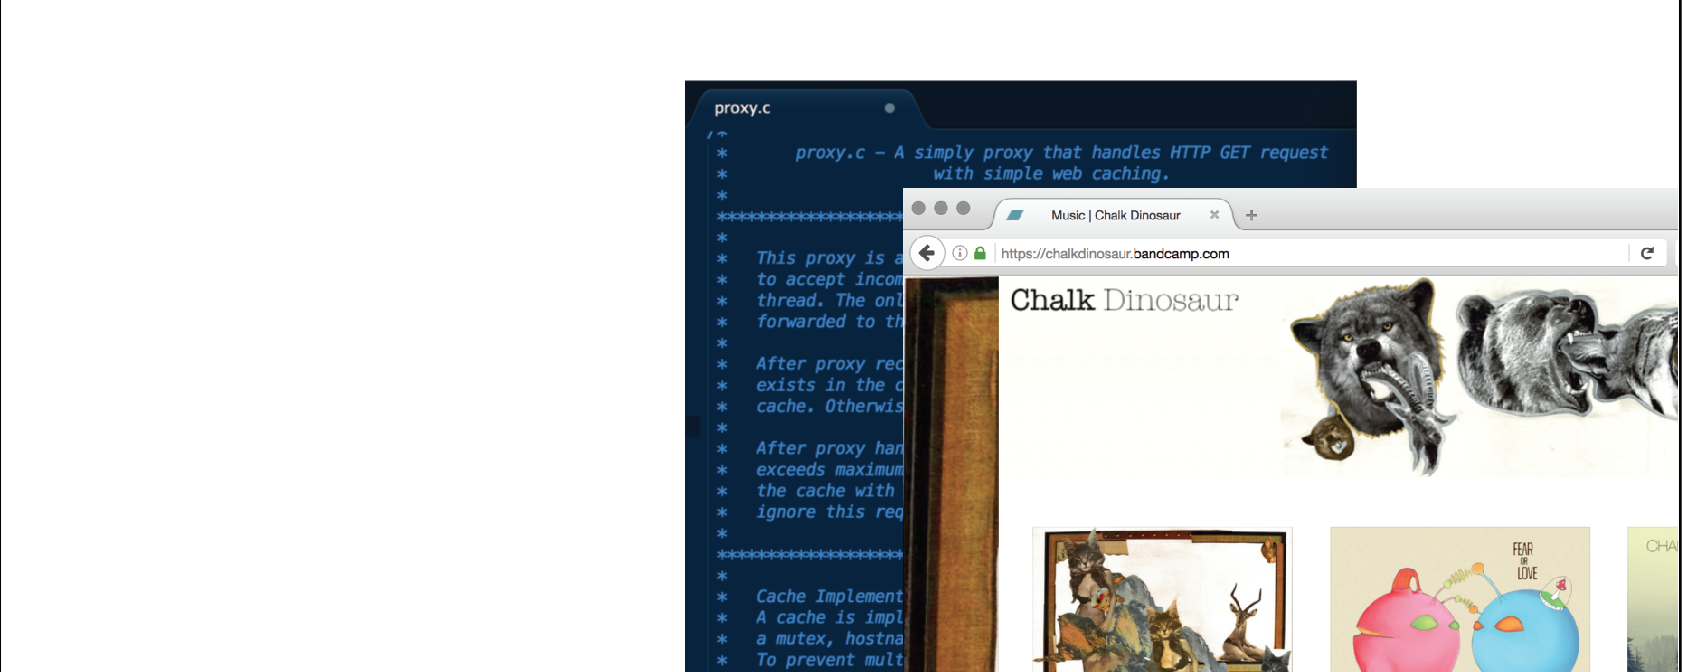 proxy.c
/*
* proxy.c – A simply proxy that handles HTTP GET request
* with simple web caching.
*
********************
*
* This proxy is a
* to accept incom
* thread. The onl
* forwarded to th
*
* After proxy rec
* exists in the c
* cache. Otherwis
*
* After proxy han
* exceeds maximum
* the cache with
* ignore this req
*
********************
*
* Cache Implement
* A cache is impl
* a mutex, hostna
* To prevent mult
Music | Chalk Dinosaur
https://chalkdinosaur.bandcamp.com
Chalk Dinosaur
FEAR
OR
LOVE
CHA